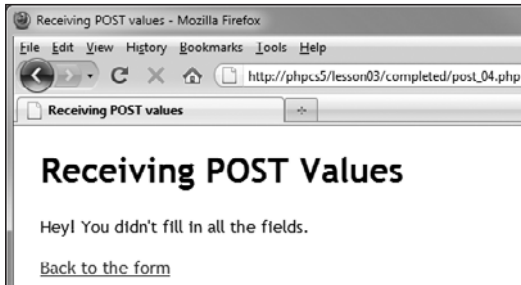 Receiving POST values - Mozilla Firefox
File Edit View History Bookmarks Tools Help
http://phpcs5/lesson03/completed/post_04.php
Receiving POST values
Receiving POST Values
Hey! You didn't fill in all the fields.
Back to the form